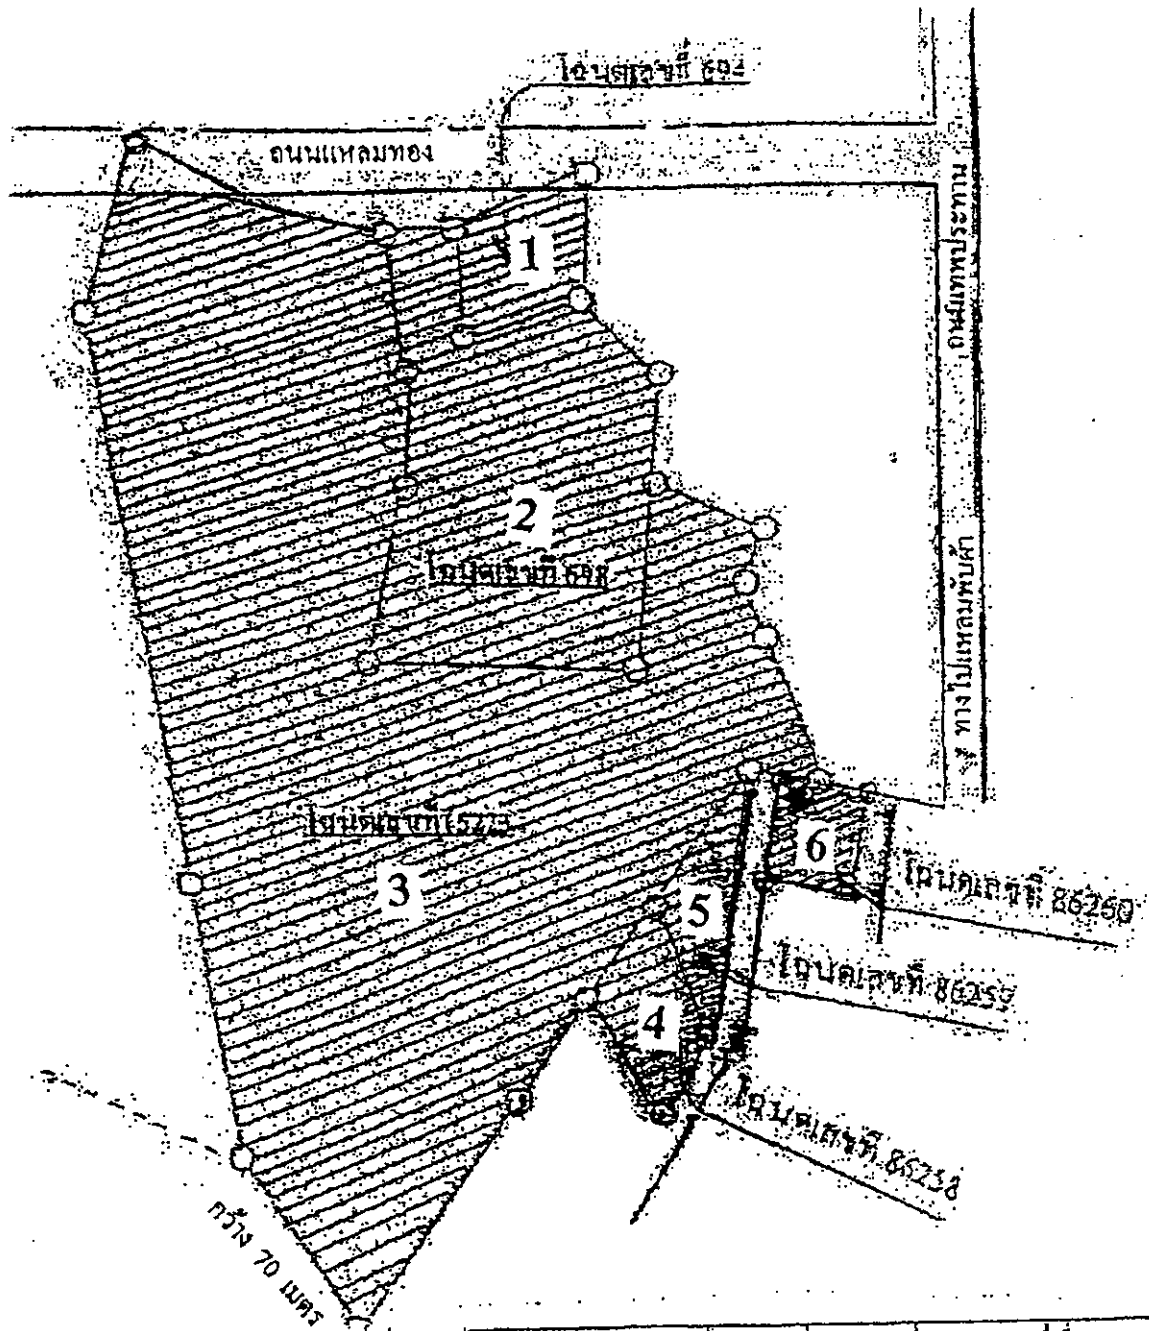 โฉนดเลขที่ 694
ถนนแหลมทอง
1
ถนนเทพประทาน
2
โฉนดเลขที่ 698
ทางไปแหลมพับผ้า
โฉนดเลขที่
3
6
โฉนดเลขที่ 86260
5
โฉนดเลขที่ 86259
4
โฉนดเลขที่ 86258
กว้าง 70 เมตร